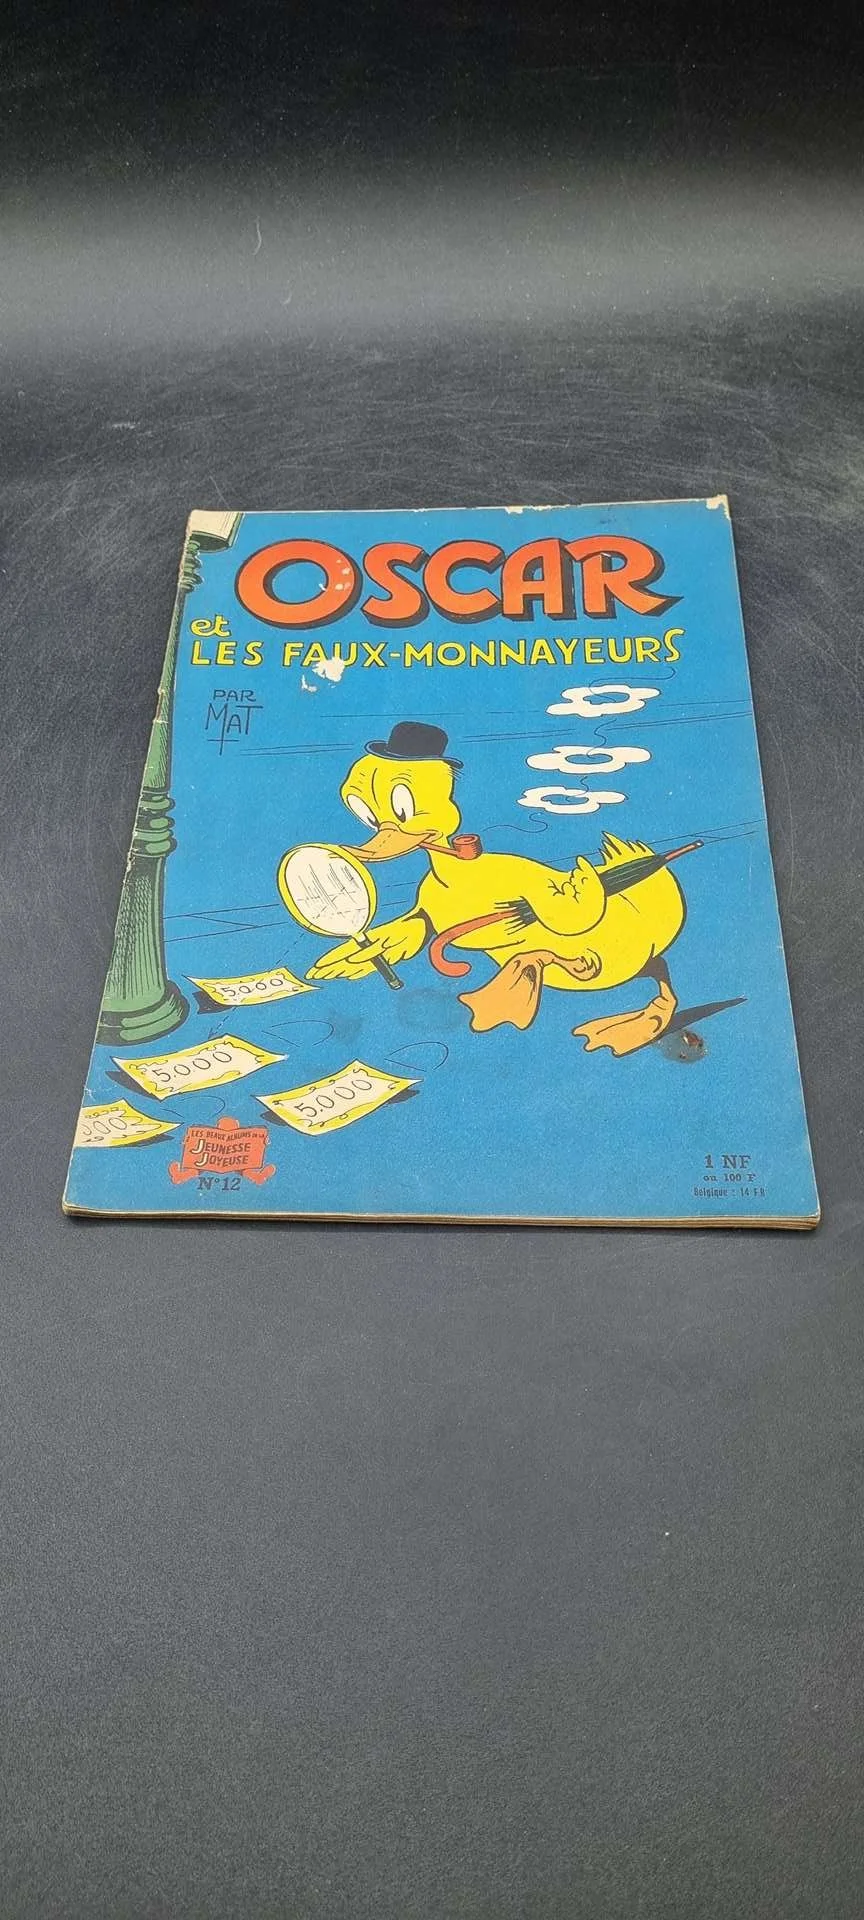 OSCAR
et
LES FAUX-MONNAYEURS
PAR
MAT
5.000
5.000
5.000
.000
LES BEAUX ALBUMS DE LA
JEUNESSE
JOYEUSE
N° 12
1 NF
ou 100 F
Belgique : 14 F.B